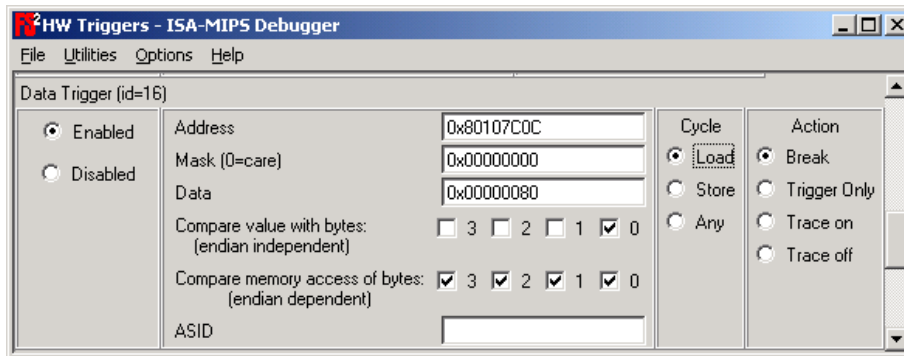 FS2 HW Triggers - ISA-MIPS Debugger
File Utilities Options Help
Data Trigger (id=16)
Enabled
Disabled
Address 0x80107C0C
Mask (0=care) 0x00000000
Data 0x00000080
Compare value with bytes: 3 2 1 0
(endian independent)
Compare memory access of bytes: 3 2 1 0
(endian dependent)
ASID
Cycle
Load
Store
Any
Action
Break
Trigger Only
Trace on
Trace off